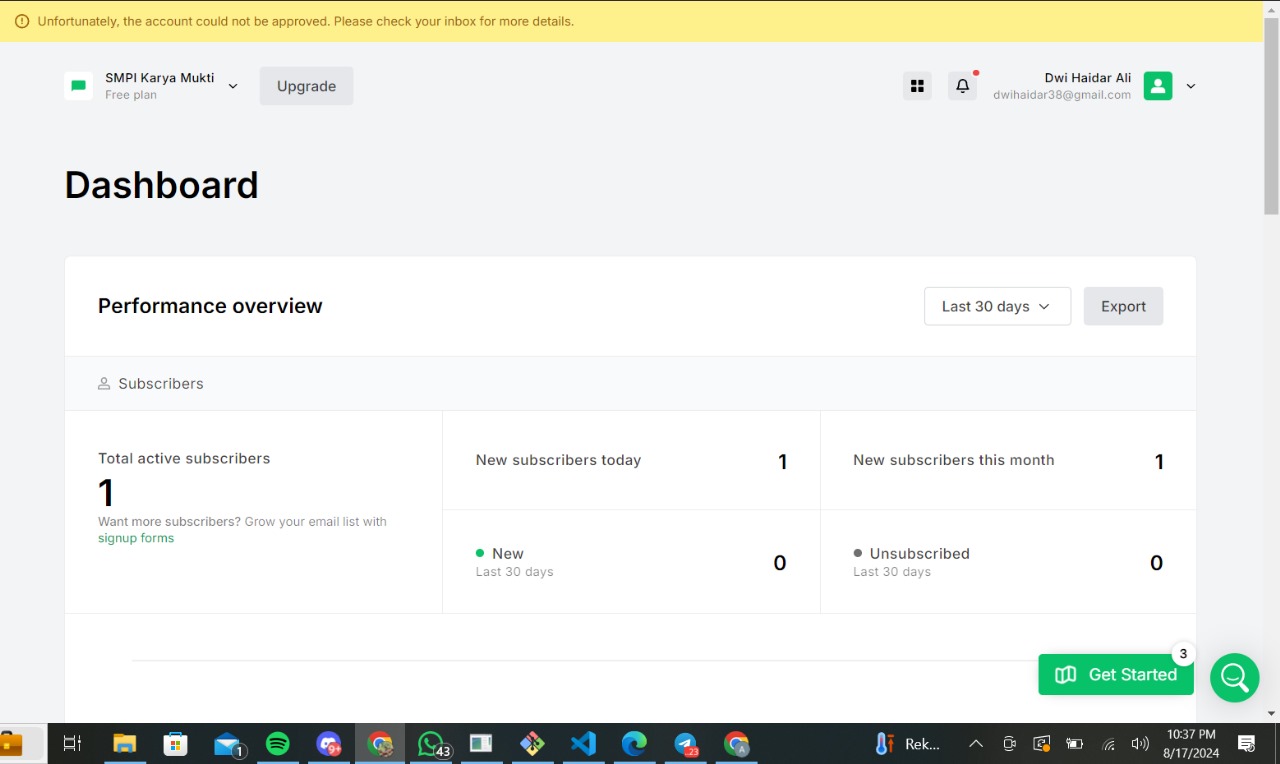 Unfortunately, the account could not be approved. Please check your inbox for more details.
SMPI Karya Mukti
Free plan
Upgrade
Dwi Haidar Ali
dwihaidar38@gmail.com
Dashboard
Performance overview
Last 30 days
Export
Subscribers
Total active subscribers
1
Want more subscribers? Grow your email list with
signup forms
New subscribers today
1
New subscribers this month
1
New
Last 30 days
0
Unsubscribed
Last 30 days
0
3
Get Started
1
9+
43
23
A
Rek...
10:37 PM
8/17/2024